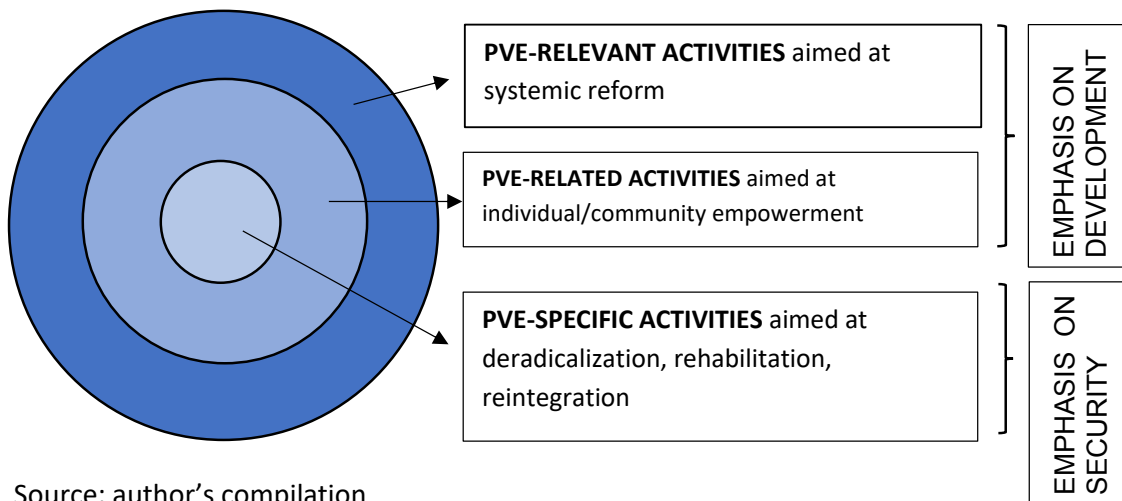 PVE-RELEVANT ACTIVITIES aimed at
systemic reform
PVE-RELATED ACTIVITIES aimed at
individual/community empowerment
PVE-SPECIFIC ACTIVITIES aimed at
deradicalization, rehabilitation,
reintegration
EMPHASIS ON
DEVELOPMENT
EMPHASIS ON
SECURITY
Source: author's compilation